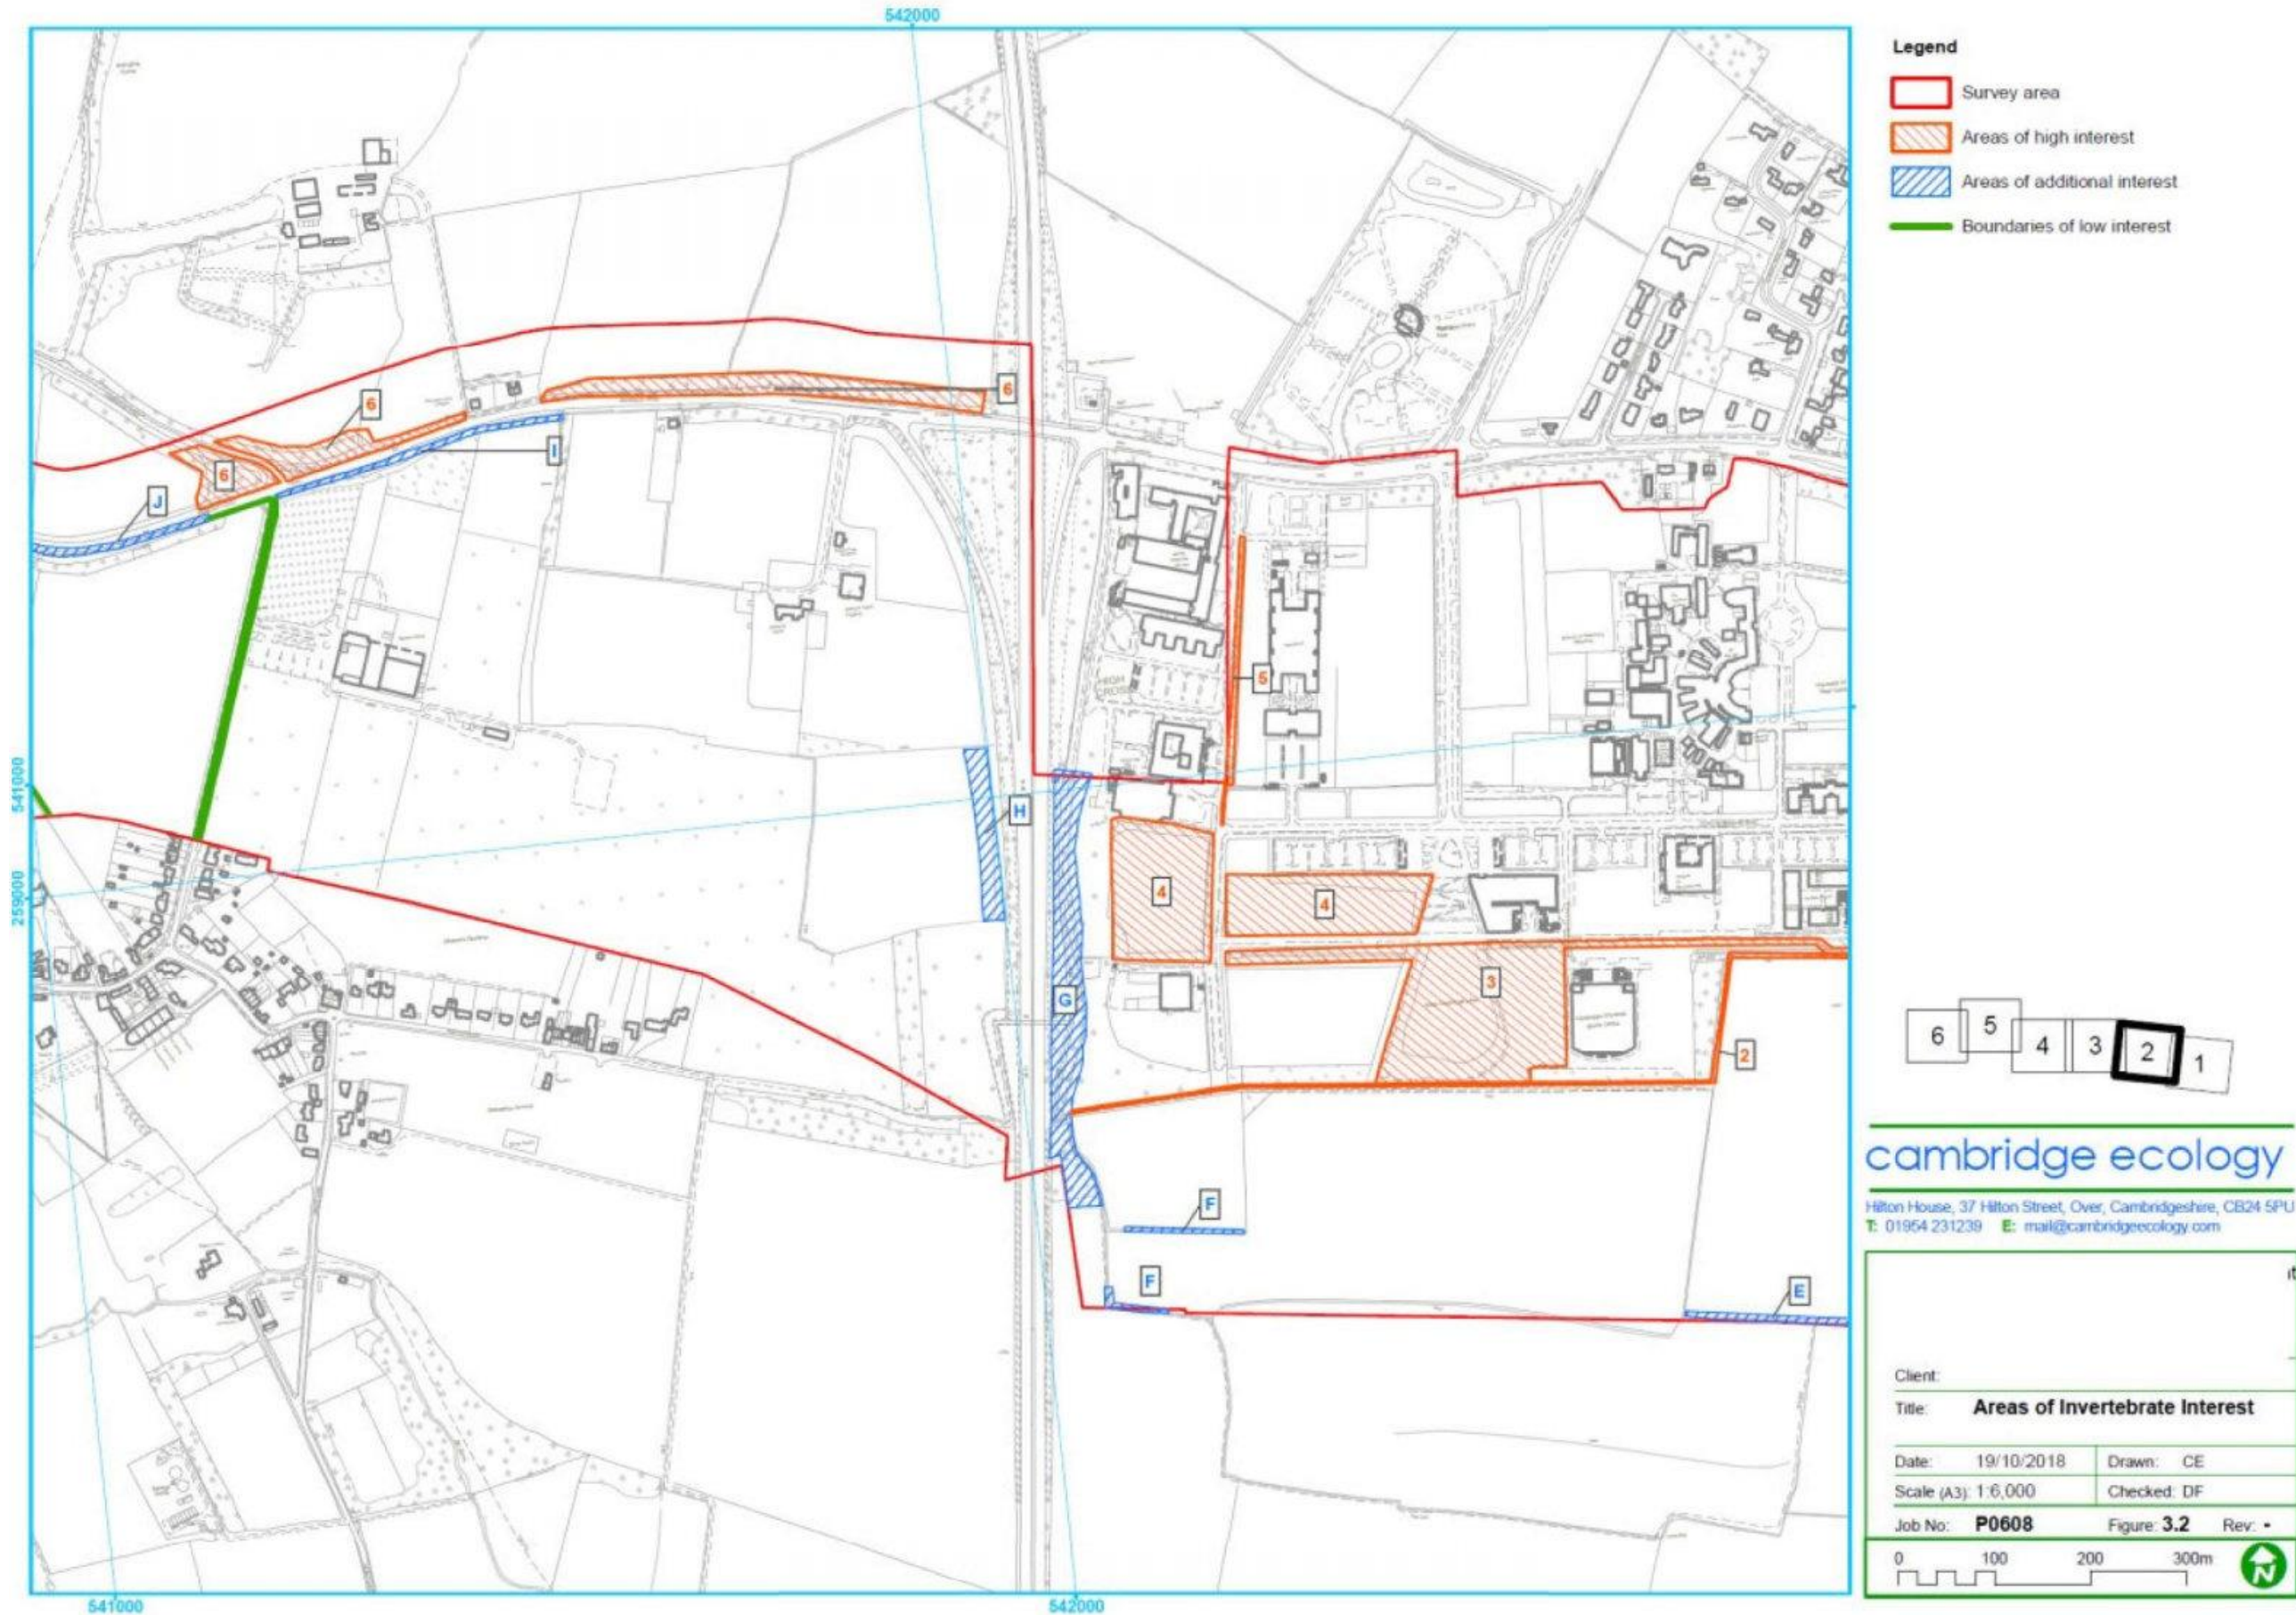 542000
Legend
Survey area
Areas of high interest
Areas of additional interest
Boundaries of low interest
6
6
I
6
J
5
HIGH
CROSS
541000
H
4
4
259000
G
3
2
F
F
E
6
5
4
3
2
1
cambridge ecology
Hilton House, 37 Hilton Street, Over, Cambridgeshire, CB24 5PU
T: 01954 231239 E: mail@cambridgeecology.com
it
Client:
Title: Areas of Invertebrate Interest
Date: 19/10/2018 Drawn: CE
Scale (A3): 1:6,000 Checked: DF
Job No: P0608 Figure: 3.2 Rev: -
0 100 200 300m
N
541000
542000